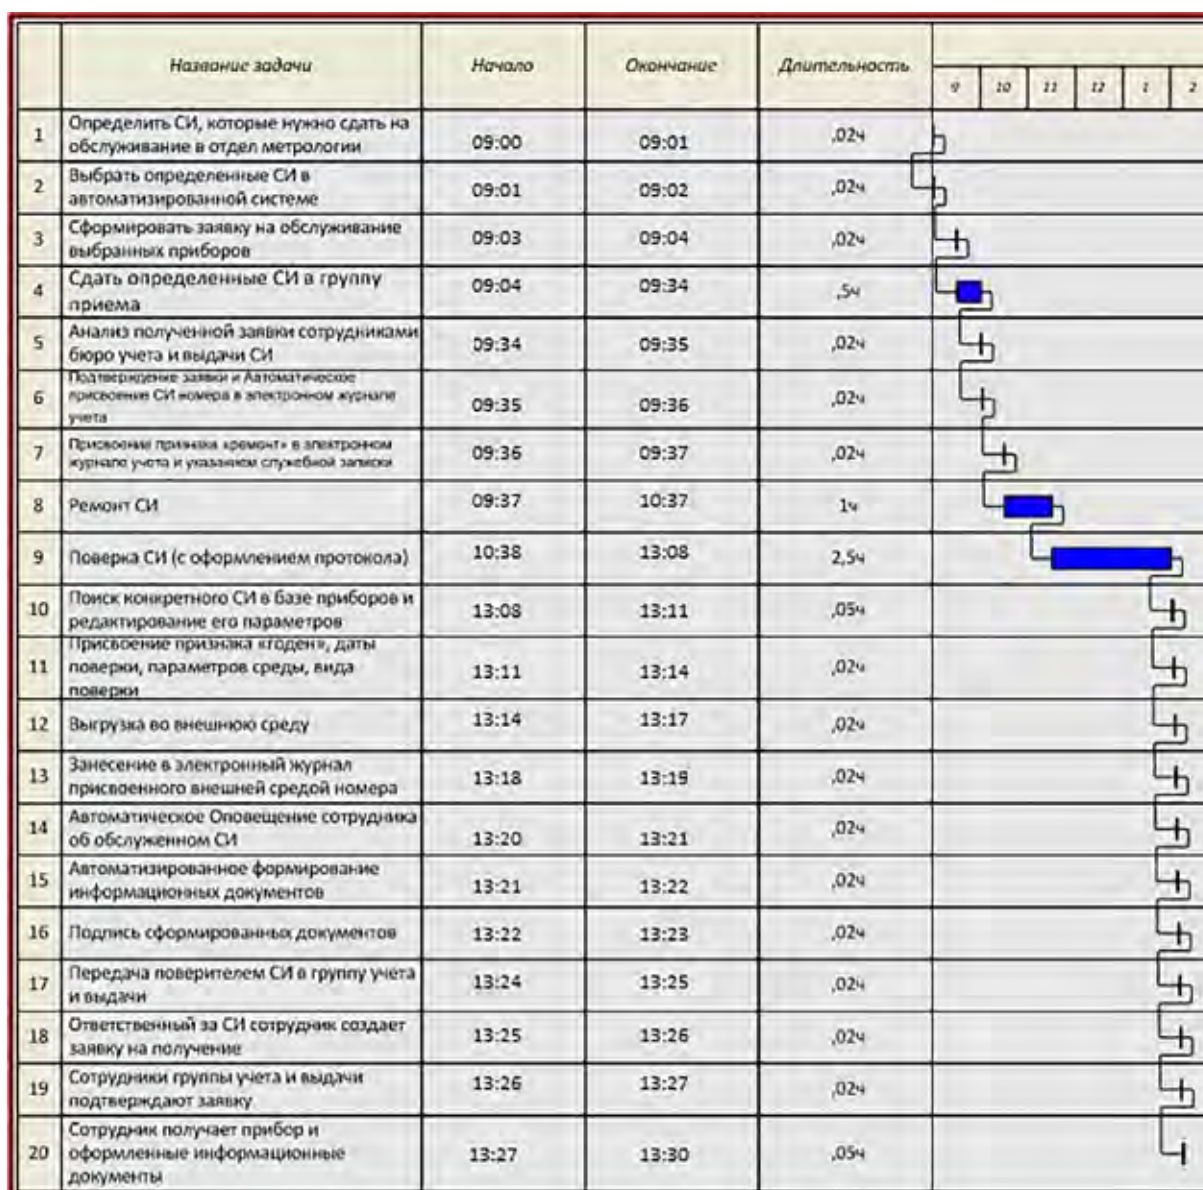 Название задачи Начало Окончание Длительность
9 10 11 12 1 2
1 Определить СИ, которые нужно сдать на 09:00 09:01 ,02ч
обслуживание в отдел метрологии
2 Выбрать определенные СИ в 09:01 09:02 ,02ч
автоматизированной системе
3 Сформировать заявку на обслуживание 09:03 09:04 ,02ч
выбранных приборов
4 Сдать определенные СИ в группу 09:04 09:34 ,5ч
приема
5 Анализ полученной заявки сотрудниками 09:34 09:35 ,02ч
бюро учета и выдачи СИ
6 Подтверждение заявки и Автоматическое 09:35 09:36 ,02ч
присвоение СИ номера в электронном журнале
учета
7 Присвоение признака «ремонт» в электронном 09:36 09:37 ,02ч
журнале учета и указанием служебной записки
8 Ремонт СИ 09:37 10:37 1ч
9 Поверка СИ (с оформлением протокола) 10:38 13:08 2,5ч
10 Поиск конкретного СИ в базе приборов и 13:08 13:11 ,05ч
редактирование его параметров
11 Присвоение признака «годен», даты 13:11 13:14 ,02ч
поверки, параметров среды, вида
поверки
12 Выгрузка во внешнюю среду 13:14 13:17 ,02ч
13 Занесение в электронный журнал 13:18 13:19 ,02ч
присвоенного внешней средой номера
14 Автоматическое Оповещение сотрудника 13:20 13:21 ,02ч
об обслуженном СИ
15 Автоматизированное формирование 13:21 13:22 ,02ч
информационных документов
16 Подпись сформированных документов 13:22 13:23 ,02ч
17 Передача поверителем СИ в группу учета 13:24 13:25 ,02ч
и выдачи
18 Ответственный за СИ сотрудник создает 13:25 13:26 ,02ч
заявку на получение
19 Сотрудники группы учета и выдачи 13:26 13:27 ,02ч
подтверждают заявку
20 Сотрудник получает прибор и 13:27 13:30 ,05ч
оформленные информационные
документы